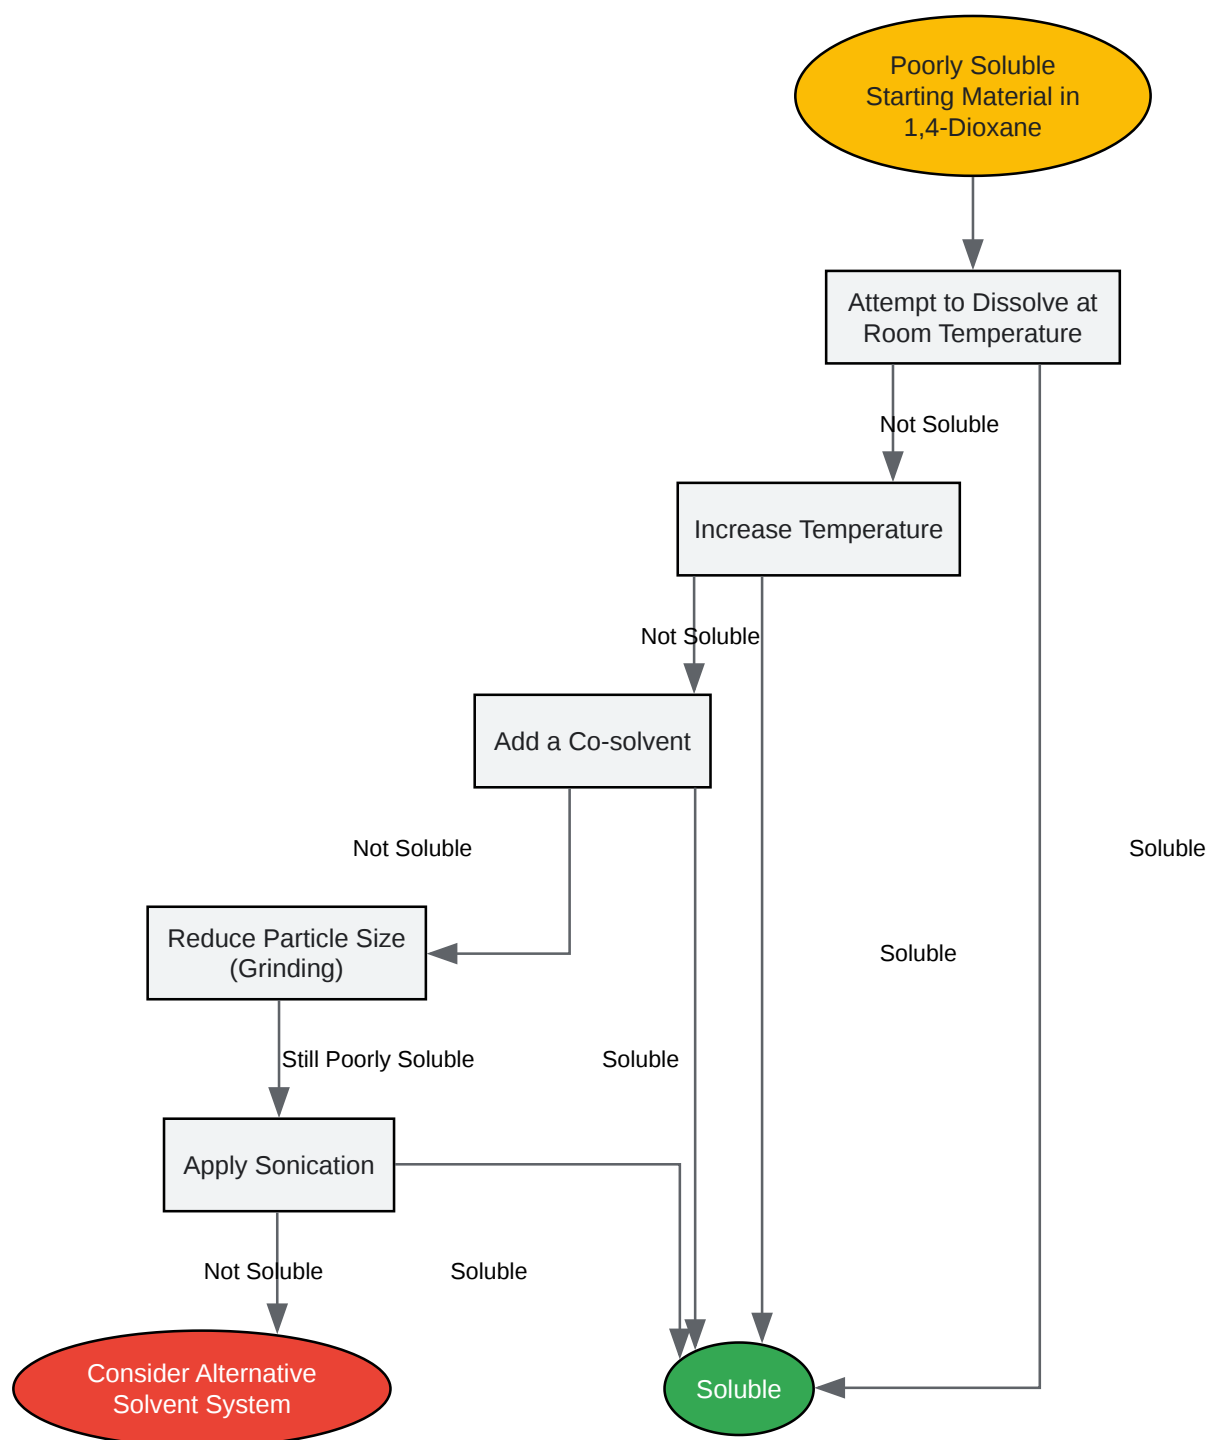 Poorly Soluble
Starting Material in
1,4-Dioxane
Attempt to Dissolve at
Room Temperature
Not Soluble
Increase Temperature
Not Soluble
Add a Co-solvent
Not Soluble
Soluble
Reduce Particle Size
(Grinding)
Soluble
Still Poorly Soluble
Soluble
Apply Sonication
Not Soluble
Soluble
Consider Alternative
Solvent System
Soluble